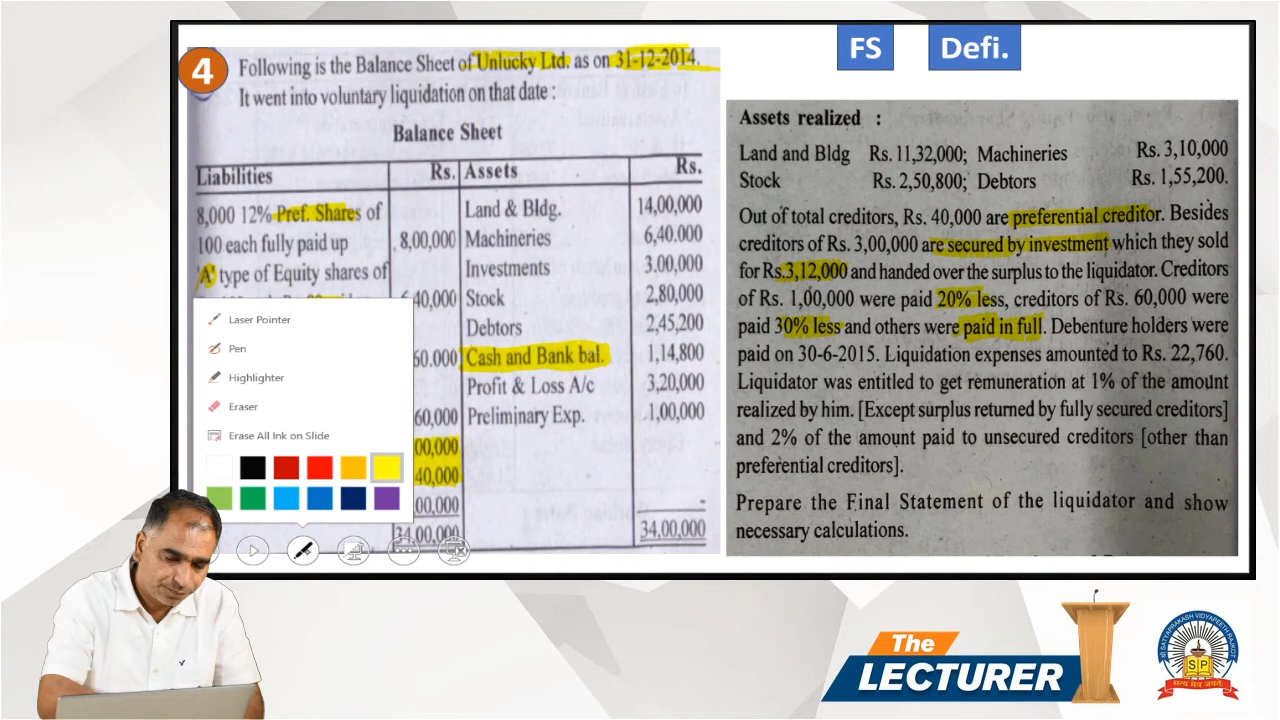 FS
Defi.
4
Following is the Balance Sheet of Unlucky Ltd. as on 31-12-2014.
It went into voluntary liquidation on that date :
Balance Sheet
Liabilities Rs. Assets Rs.
8,000 12% Pref. Shares of Land & Bldg. 14,00,000
100 each fully paid up 8,00,000 Machineries 6,40.000
'A' type of Equity shares of Investments 3.00,000
6,40,000 Stock 2,80,000
Debtors 2,45,200
60.000 Cash and Bank bal. 1,14,800
Profit & Loss A/c 3,20,000
60,000 Preliminary Exp. 1,00,000
00,000
40,000
00,000
34,00,000 34,00,000
Laser Pointer
Pen
Highlighter
Eraser
Erase All Ink on Slide
Assets realized :
Land and Bldg Rs. 11,32,000; Machineries Rs. 3,10,000
Stock Rs. 2,50,800; Debtors Rs. 1,55,200.
Out of total creditors, Rs. 40,000 are preferential creditor. Besides
creditors of Rs. 3,00,000 are secured by investment which they sold
for Rs.3,12,000 and handed over the surplus to the liquidator. Creditors
of Rs. 1,00,000 were paid 20% less, creditors of Rs. 60,000 were
paid 30% less and others were paid in full. Debenture holders were
paid on 30-6-2015. Liquidation expenses amounted to Rs. 22,760.
Liquidator was entitled to get remuneration at 1% of the amount
realized by him. [Except surplus returned by fully secured creditors]
and 2% of the amount paid to unsecured creditors [other than
preferential creditors].
Prepare the Final Statement of the liquidator and show
necessary calculations.
The
LECTURER
SATYAPRAKASH VIDYAPEETH RAJKOT
SP
सत्यमेव जयते